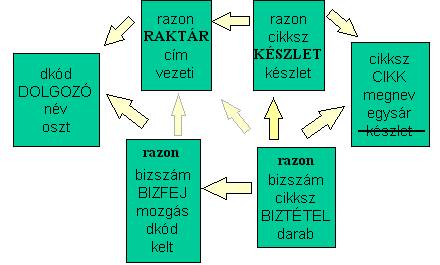 razon
RAKTÁR
cím
vezeti
razon
cikksz
KÉSZLET
készlet
dkód
DOLGOZÓ
név
oszt
cikksz
CIKK
megnev
egysár
készlet
razon
bizszám
BIZFEJ
mozgás
dkód
kelt
razon
bizszám
cikksz
BIZTÉTEL
darab